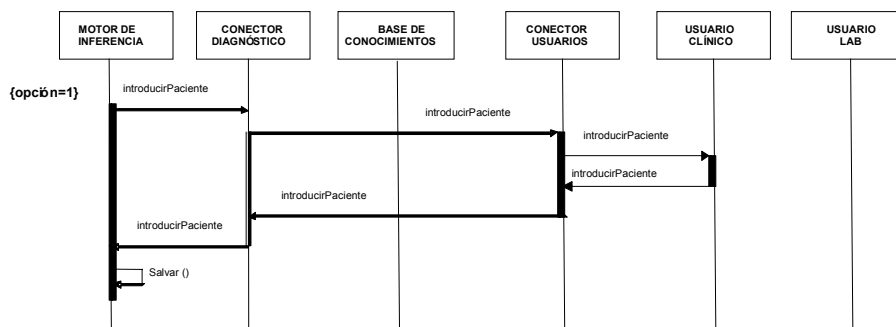 MOTOR DE
INFERENCIA
CONECTOR
DIAGNÓSTICO
BASE DE
CONOCIMIENTOS
CONECTOR
USUARIOS
USUARIO
CLÍNICO
USUARIO
LAB
{opción=1}
introducirPaciente
introducirPaciente
introducirPaciente
introducirPaciente
introducirPaciente
introducirPaciente
Salvar ()